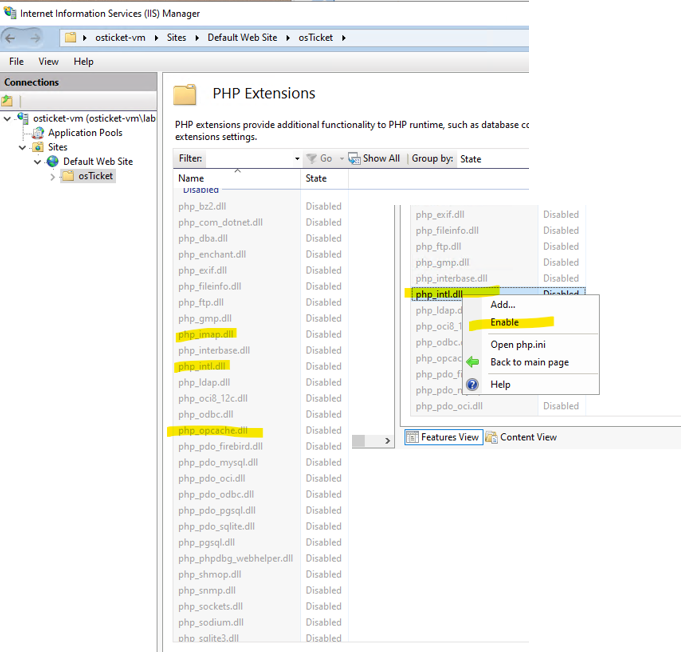 Internet Information Services (IIS) Manager
osticket-vm Sites Default Web Site osTicket
File View Help
Connections
osticket-vm (osticket-vm\lab
Application Pools
Sites
Default Web Site
osTicket
PHP Extensions
PHP extensions provide additional functionality to PHP runtime, such as database co
extensions settings.
Filter: Go Show All Group by: State
Name State
Disabled
php_bz2.dll Disabled
php_com_dotnet.dll Disabled
php_dba.dll Disabled
php_enchant.dll Disabled
php_exif.dll Disabled
php_fileinfo.dll Disabled
php_ftp.dll Disabled
php_gmp.dll Disabled
php_imap.dll Disabled
php_interbase.dll Disabled
php_intl.dll Disabled
php_ldap.dll Disabled
php_oci8_12c.dll Disabled
php_odbc.dll Disabled
php_opcache.dll Disabled
php_pdo_firebird.dll Disabled
php_pdo_mysql.dll Disabled
php_pdo_oci.dll Disabled
php_pdo_odbc.dll Disabled
php_pdo_pgsql.dll Disabled
php_pdo_sqlite.dll Disabled
php_pgsql.dll Disabled
php_phpdbg_webhelper.dll Disabled
php_shmop.dll Disabled
php_snmp.dll Disabled
php_sockets.dll Disabled
php_sodium.dll Disabled
php_sqlite3.dll Disabled
php_exif.dll Disabled
php_fileinfo.dll Disabled
php_ftp.dll Disabled
php_gmp.dll Disabled
php_interbase.dll Disabled
php_intl.dll Disabled
php_ldap.d
php_oci8_1
php_odbc.
php_opcac
php_pdo_fi
php_pdo_oci.dll Disabled
Add...
Enable
Open php.ini
Back to main page
Help
Features View Content View